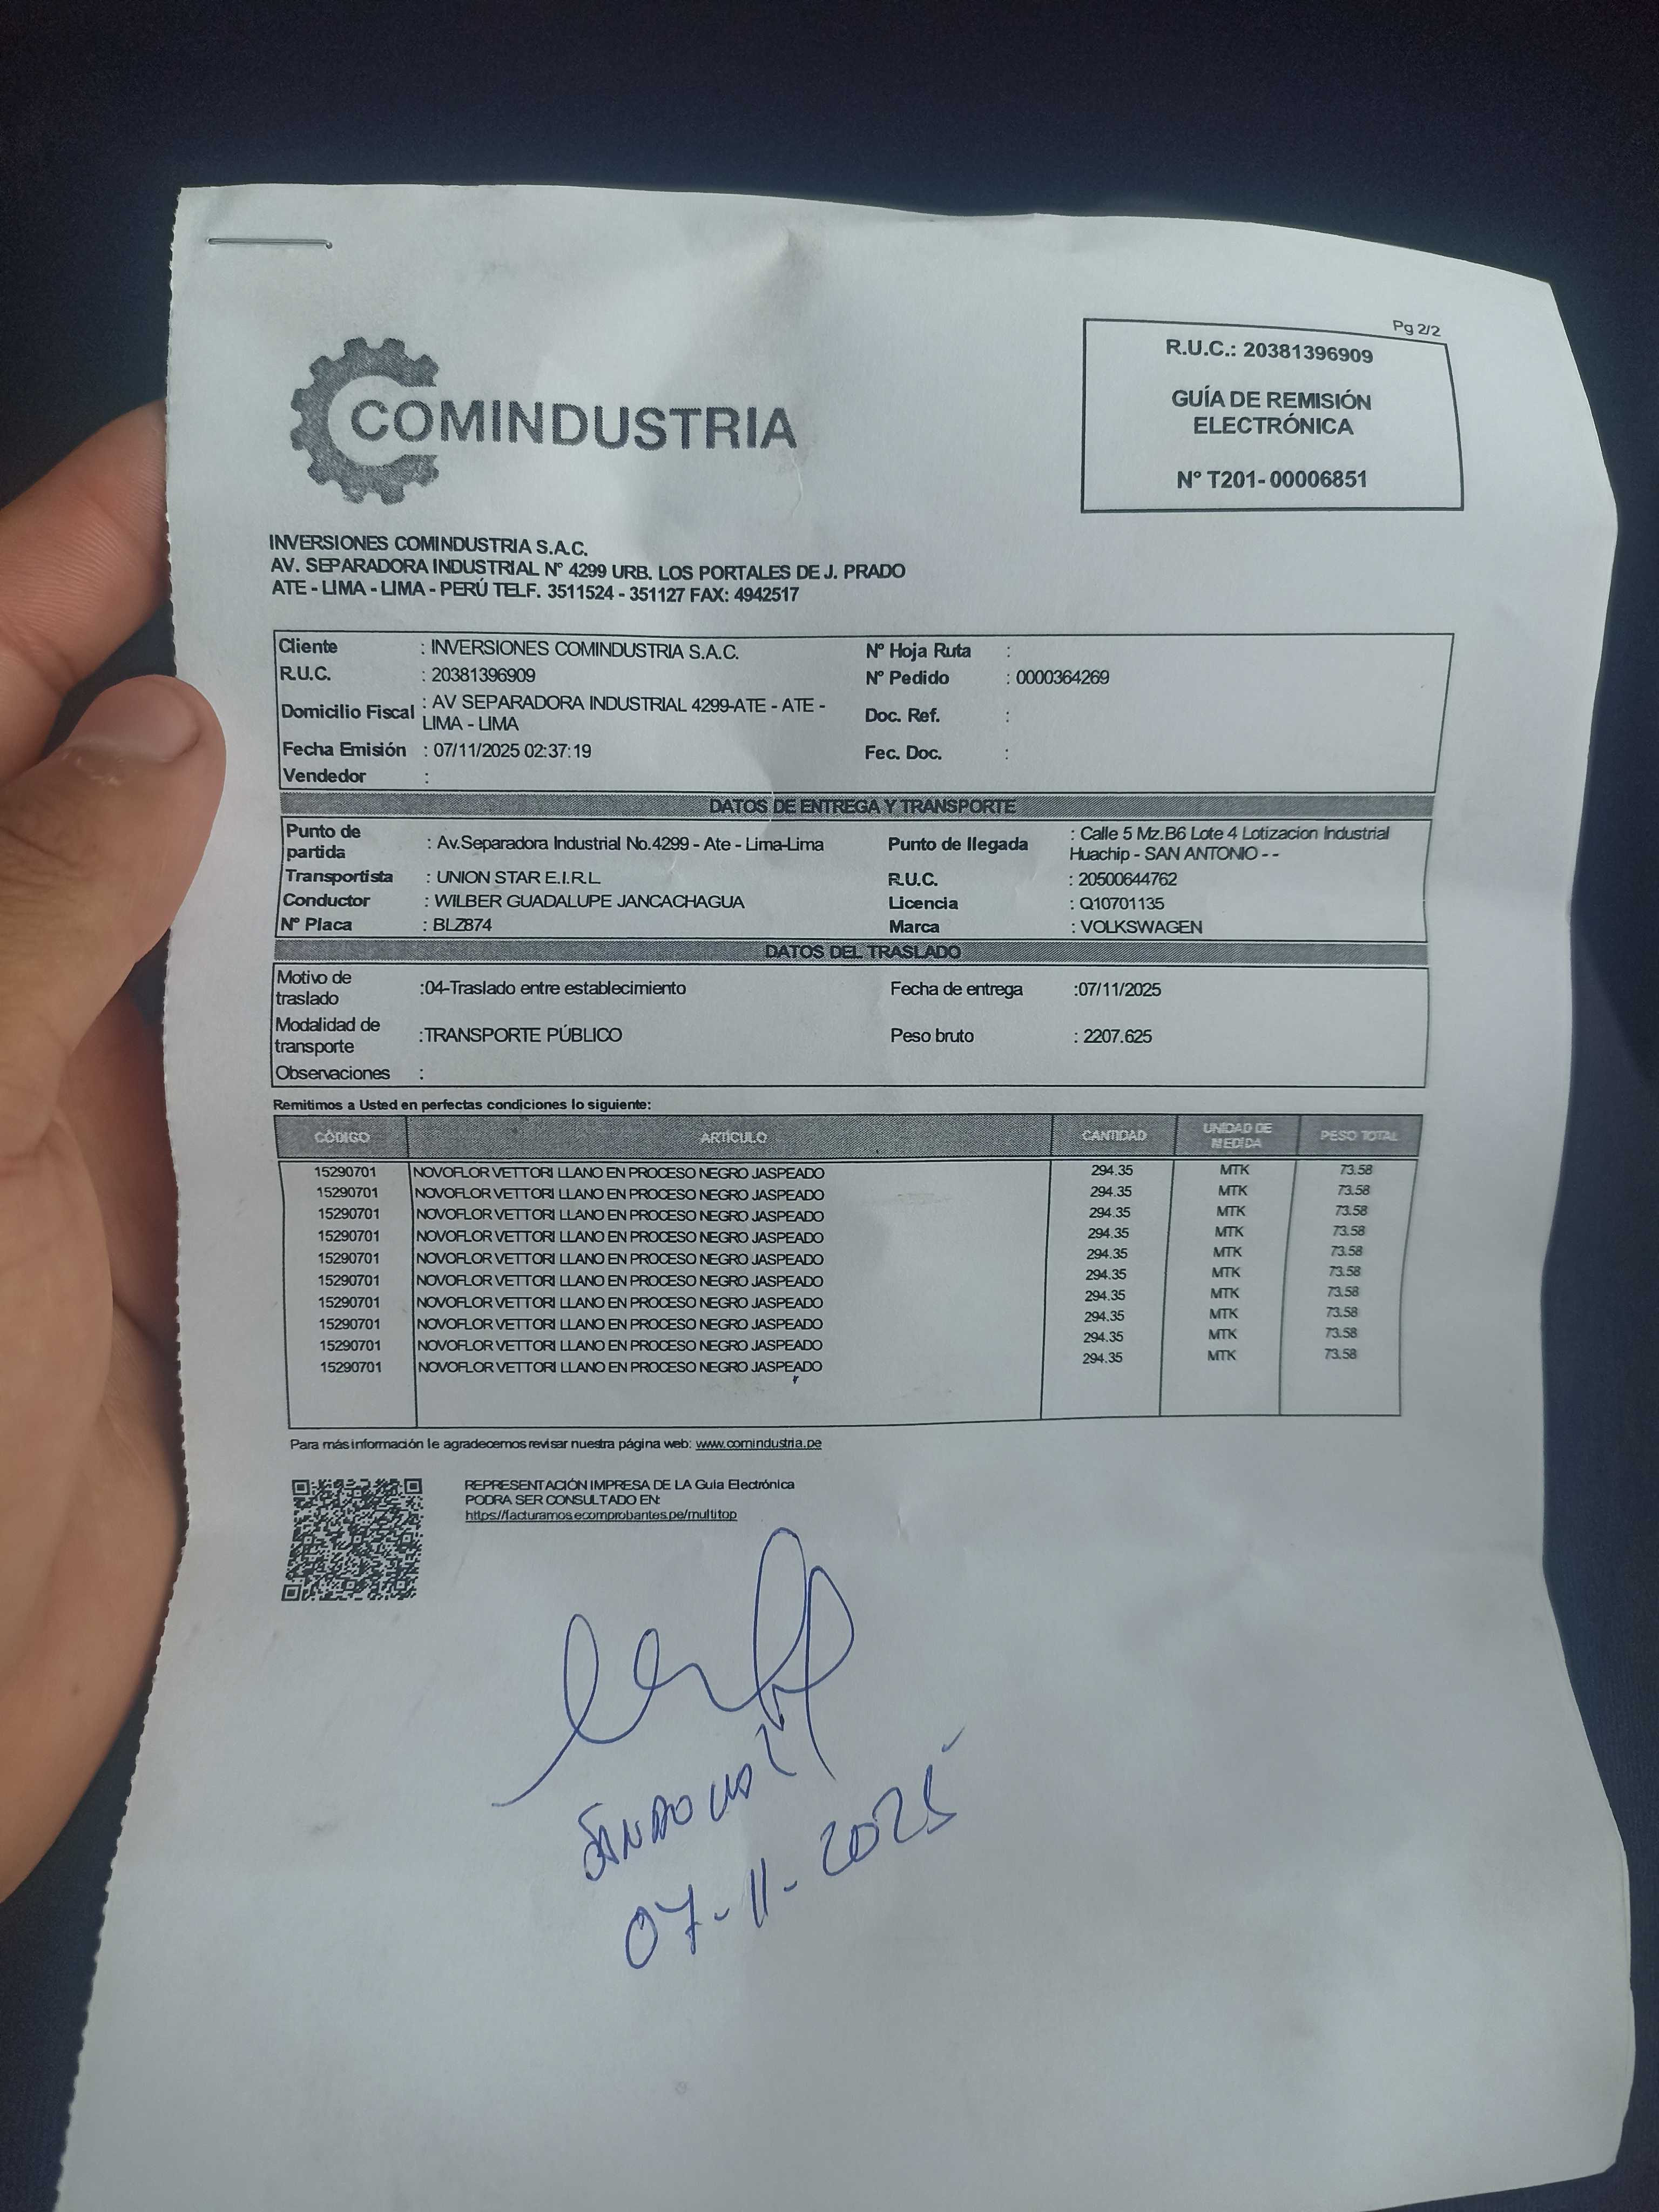 Pg 2/2
R.U.C.: 20381396909
GUÍA DE REMISIÓN
ELECTRÓNICA
Nº T201- 00006851
COMINDUSTRIA
INVERSIONES COMINDUSTRIA S.A.C.
AV. SEPARADORA INDUSTRIAL Nº 4299 URB. LOS PORTALES DE J. PRADO
ATE - LIMA - LIMA - PERÚ TELF. 3511524 - 351127 FAX: 4942517
Cliente : INVERSIONES COMINDUSTRIA S.A.C. Nº Hoja Ruta :
R.U.C. : 20381396909 Nº Pedido : 0000364269
Domicilio Fiscal : AV SEPARADORA INDUSTRIAL 4299-ATE - ATE - LIMA - LIMA Doc. Ref. :
Fecha Emisión : 07/11/2025 02:37:19 Fec. Doc. :
Vendedor :
DATOS DE ENTREGA Y TRANSPORTE
Punto de partida : Av.Separadora Industrial No.4299 - Ate - Lima-Lima Punto de llegada : Calle 5 Mz.B6 Lote 4 Lotizacion Industrial Huachip - SAN ANTONIO - -
Transportista : UNION STAR E.I.R.L R.U.C. : 20500644762
Conductor : WILBER GUADALUPE JANCACHAGUA Licencia : Q10701135
Nº Placa : BLZ874 Marca : VOLKSWAGEN
DATOS DEL TRASLADO
Motivo de traslado :04-Traslado entre establecimiento Fecha de entrega :07/11/2025
Modalidad de transporte :TRANSPORTE PÚBLICO Peso bruto : 2207.625
Observaciones :
Remitimos a Usted en perfectas condiciones lo siguiente:
CÓDIGO ARTÍCULO CANTIDAD UNIDAD DE MEDIDA PESO TOTAL
15290701 NOVOFLOR VETTORI LLANO EN PROCESO NEGRO JASPEADO 294.35 MTK 73.58
15290701 NOVOFLOR VETTORI LLANO EN PROCESO NEGRO JASPEADO 294.35 MTK 73.58
15290701 NOVOFLOR VETTORI LLANO EN PROCESO NEGRO JASPEADO 294.35 MTK 73.58
15290701 NOVOFLOR VETTORI LLANO EN PROCESO NEGRO JASPEADO 294.35 MTK 73.58
15290701 NOVOFLOR VETTORI LLANO EN PROCESO NEGRO JASPEADO 294.35 MTK 73.58
15290701 NOVOFLOR VETTORI LLANO EN PROCESO NEGRO JASPEADO 294.35 MTK 73.58
15290701 NOVOFLOR VETTORI LLANO EN PROCESO NEGRO JASPEADO 294.35 MTK 73.58
15290701 NOVOFLOR VETTORI LLANO EN PROCESO NEGRO JASPEADO 294.35 MTK 73.58
15290701 NOVOFLOR VETTORI LLANO EN PROCESO NEGRO JASPEADO 294.35 MTK 73.58
15290701 NOVOFLOR VETTORI LLANO EN PROCESO NEGRO JASPEADO 294.35 MTK 73.58
Para más información le agradecemos revisar nuestra página web: www.comindustria.pe
REPRESENTACIÓN IMPRESA DE LA Guía Electrónica
PODRA SER CONSULTADO EN:
https://facturamos.ecomprobantes.pe/multitop
07-11-2025